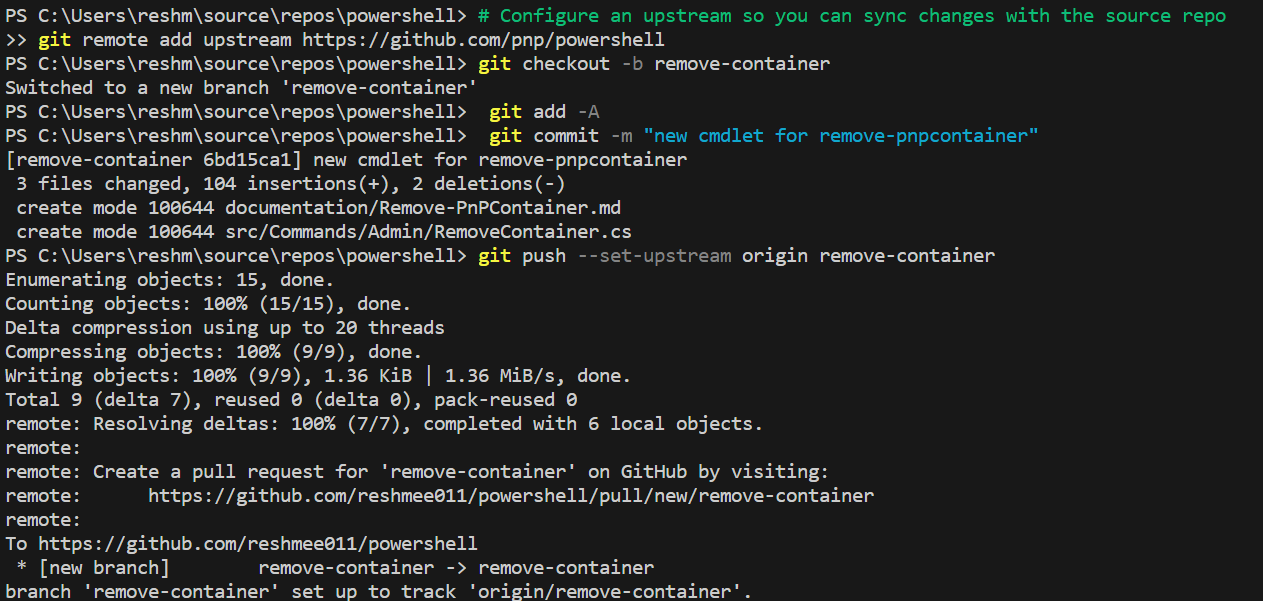 PS C:\Users\reshm\source\repos\powershell> # Configure an upstream so you can sync changes with the source repo
>> git remote add upstream https://github.com/pnp/powershell
PS C:\Users\reshm\source\repos\powershell> git checkout -b remove-container
Switched to a new branch 'remove-container'
PS C:\Users\reshm\source\repos\powershell>  git add -A
PS C:\Users\reshm\source\repos\powershell>  git commit -m "new cmdlet for remove-pnpcontainer"
[remove-container 6bd15ca1] new cmdlet for remove-pnpcontainer
 3 files changed, 104 insertions(+), 2 deletions(-)
 create mode 100644 documentation/Remove-PnPContainer.md
 create mode 100644 src/Commands/Admin/RemoveContainer.cs
PS C:\Users\reshm\source\repos\powershell> git push --set-upstream origin remove-container
Enumerating objects: 15, done.
Counting objects: 100% (15/15), done.
Delta compression using up to 20 threads
Compressing objects: 100% (9/9), done.
Writing objects: 100% (9/9), 1.36 KiB | 1.36 MiB/s, done.
Total 9 (delta 7), reused 0 (delta 0), pack-reused 0
remote: Resolving deltas: 100% (7/7), completed with 6 local objects.
remote:
remote: Create a pull request for 'remove-container' on GitHub by visiting:
remote:      https://github.com/reshmee011/powershell/pull/new/remove-container
remote:
To https://github.com/reshmee011/powershell
 * [new branch]        remove-container -> remove-container
branch 'remove-container' set up to track 'origin/remove-container'.